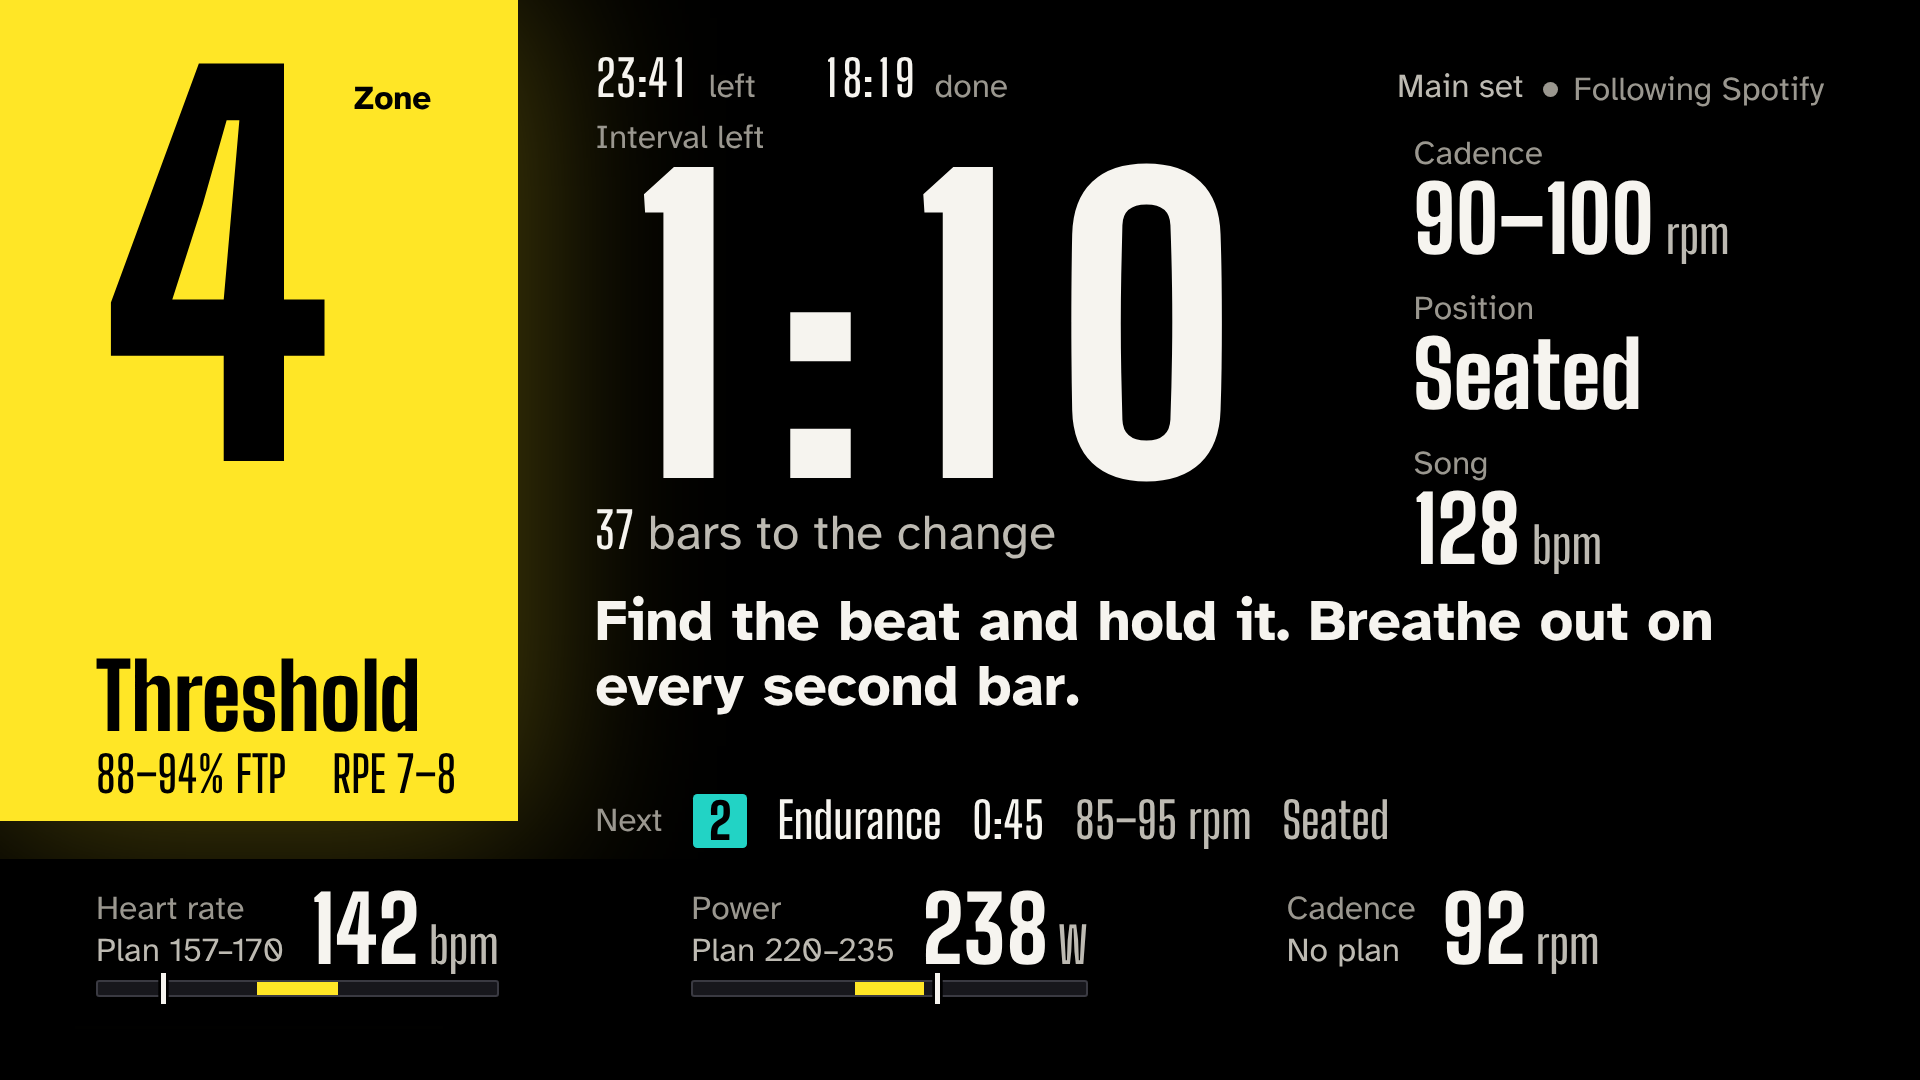 4 Zone
Threshold
88–94% FTP RPE 7–8
23:41 left 18:19 done
Main set ● Following Spotify
Interval left
1:10
37 bars to the change
Cadence
90–100 rpm
Position
Seated
Song
128 bpm
Find the beat and hold it. Breathe out on
every second bar.
Next 2 Endurance 0:45 85–95 rpm Seated
Heart rate
Plan 157–170
142 bpm
Power
Plan 220–235
238 W
Cadence
No plan
92 rpm